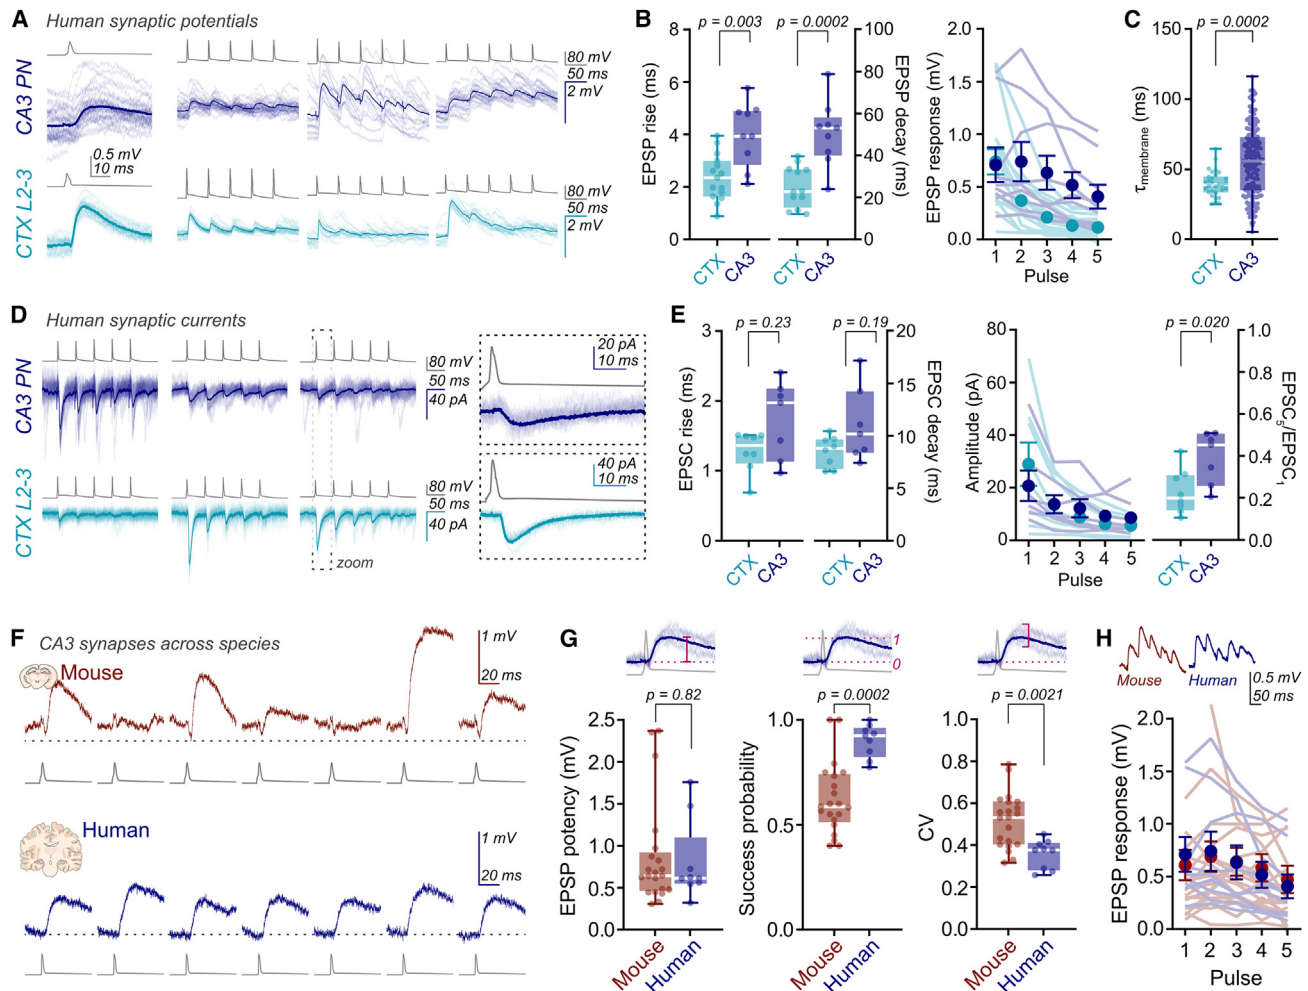 A Human synaptic potentials
CA3 PN
80 mV
50 ms
2 mV
0.5 mV
10 ms
CTX L2-3
80 mV
50 ms
2 mV
B
p = 0.003
p = 0.0002
EPSP rise (ms)
8
6
4
2
0
CTX
CA3
100
80
60
40
20
0
EPSP decay (ms)
CTX
CA3
EPSP response (mV)
2.0
1.5
1.0
0.5
0.0
1 2 3 4 5
Pulse
C
p = 0.0002
τmembrane (ms)
150
100
50
0
CTX
CA3
D Human synaptic currents
CA3 PN
80 mV
50 ms
40 pA
20 pA
10 ms
CTX L2-3
80 mV
50 ms
40 pA
40 pA
10 ms
zoom
E
p = 0.23
p = 0.19
EPSC rise (ms)
3
2
1
0
CTX
CA3
20
15
10
5
0
EPSC decay (ms)
CTX
CA3
Amplitude (pA)
80
60
40
20
0
1 2 3 4 5
Pulse
p = 0.020
1.0
0.8
0.6
0.4
0.2
0.0
EPSC5/EPSC1
CTX
CA3
F CA3 synapses across species
Mouse
1 mV
20 ms
Human
1 mV
20 ms
G
1
0
p = 0.82
EPSP potency (mV)
2.5
2.0
1.5
1.0
0.5
0.0
Mouse
Human
p = 0.0002
Success probability
1.0
0.5
0.0
Mouse
Human
p = 0.0021
CV
1.0
0.8
0.6
0.4
0.2
0.0
Mouse
Human
H
Mouse
Human
0.5 mV
50 ms
EPSP response (mV)
2.0
1.5
1.0
0.5
0.0
1 2 3 4 5
Pulse